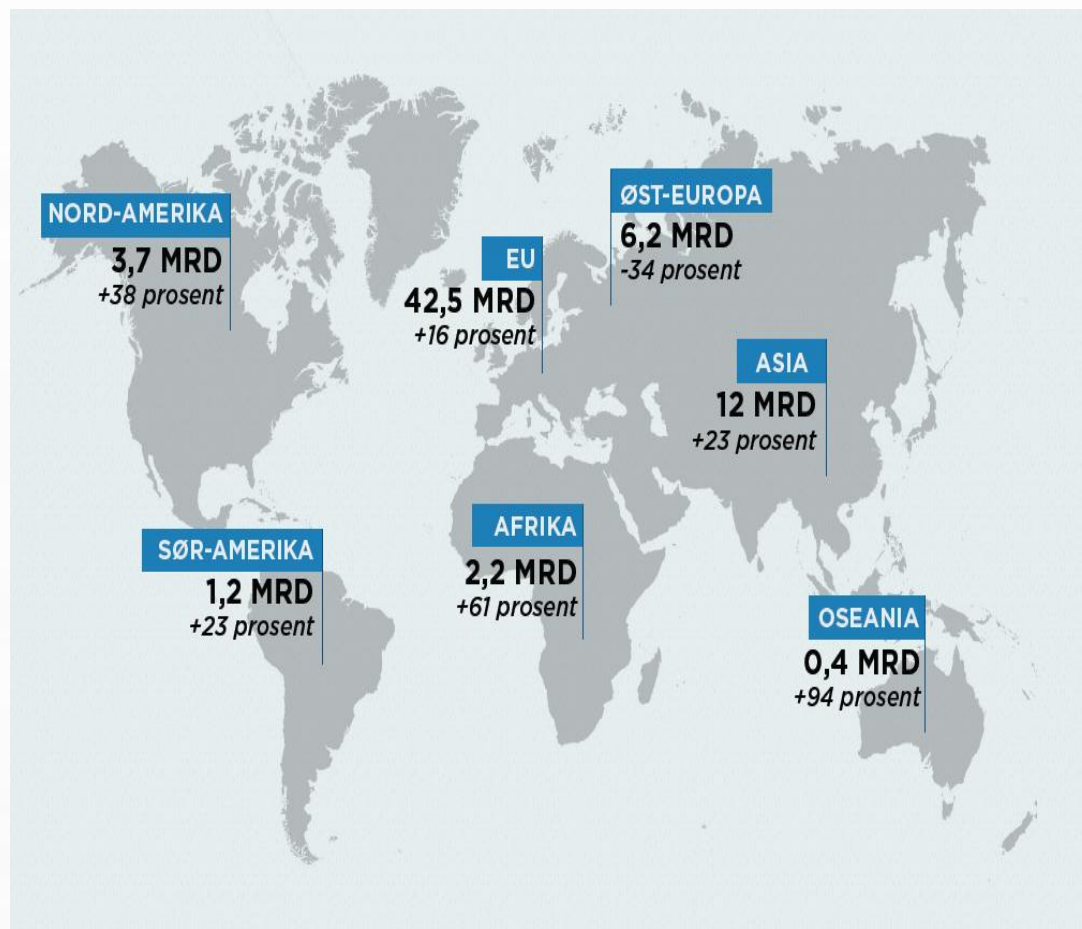 NORD-AMERIKA
3,7 MRD
+38 prosent
EU
42,5 MRD
+16 prosent
ØST-EUROPA
6,2 MRD
-34 prosent
ASIA
12 MRD
+23 prosent
SØR-AMERIKA
1,2 MRD
+23 prosent
AFRIKA
2,2 MRD
+61 prosent
OSEANIA
0,4 MRD
+94 prosent